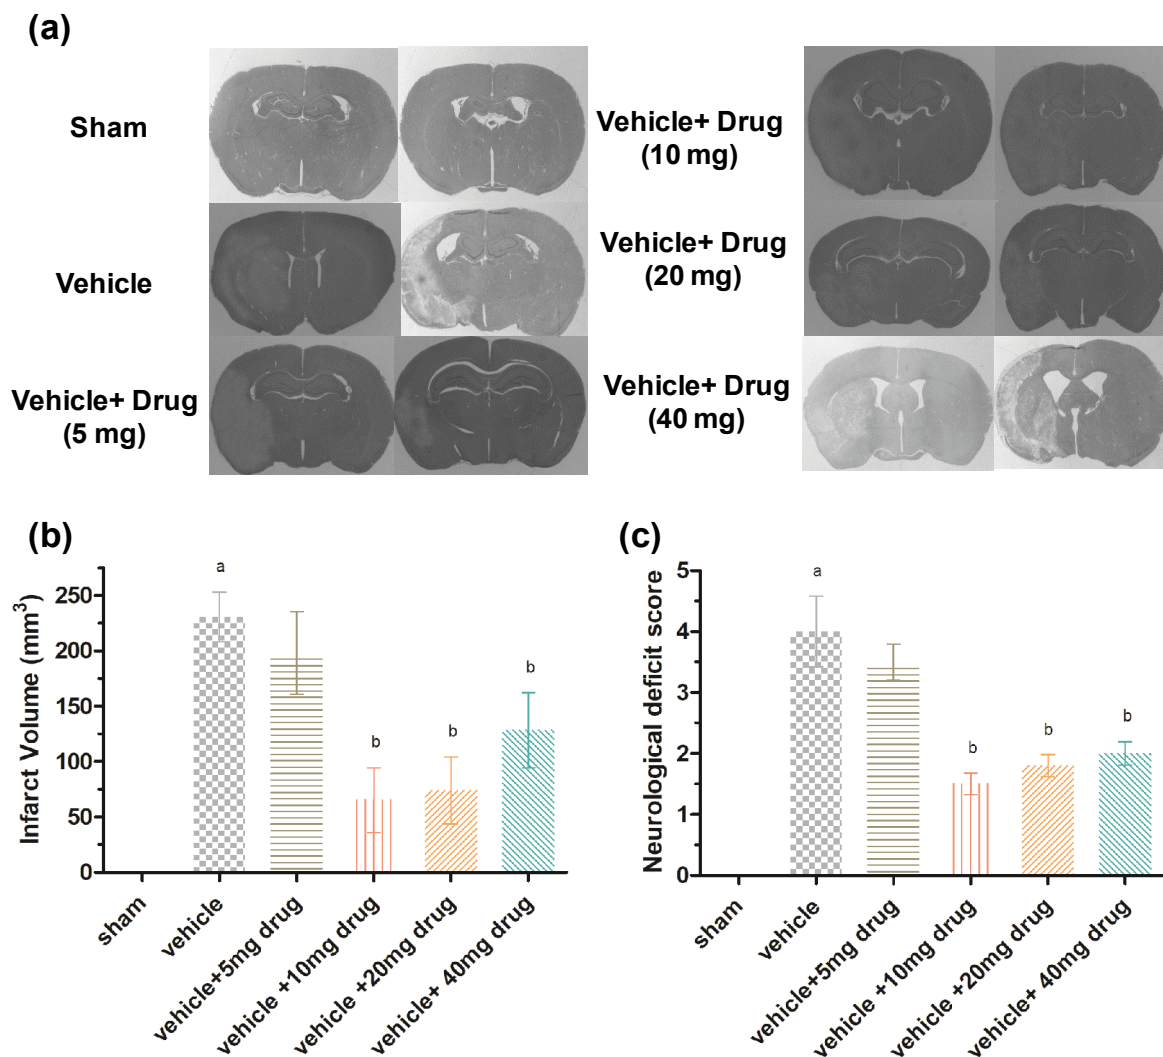 (a)
Sham
Vehicle
Vehicle+ Drug
(5 mg)
Vehicle+ Drug
(10 mg)
Vehicle+ Drug
(20 mg)
Vehicle+ Drug
(40 mg)
(b)
Infarct Volume (mm³)
250
200
150
100
50
0
a
b
b
b
sham
vehicle
vehicle+5mg drug
vehicle +10mg drug
vehicle +20mg drug
vehicle+ 40mg drug
(c)
Neurological deficit score
5
4
3
2
1
0
a
b
b
b
sham
vehicle
vehicle+5mg drug
vehicle +10mg drug
vehicle +20mg drug
vehicle+ 40mg drug